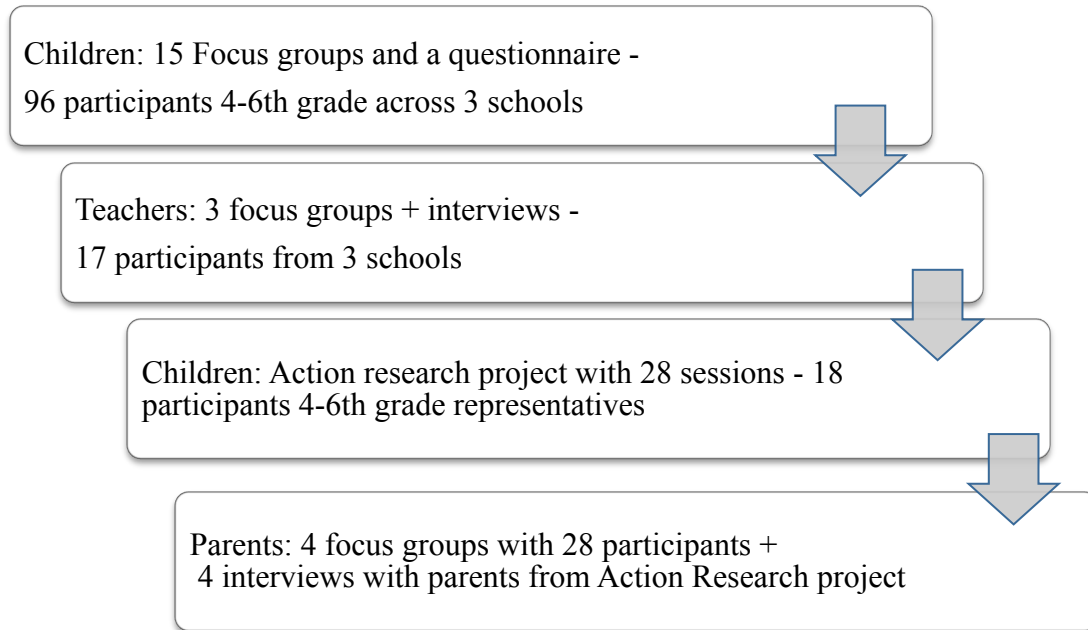 Children: 15 Focus groups and a questionnaire -
96 participants 4-6th grade across 3 schools
Teachers: 3 focus groups + interviews -
17 participants from 3 schools
Children: Action research project with 28 sessions - 18
participants 4-6th grade representatives
Parents: 4 focus groups with 28 participants +
4 interviews with parents from Action Research project